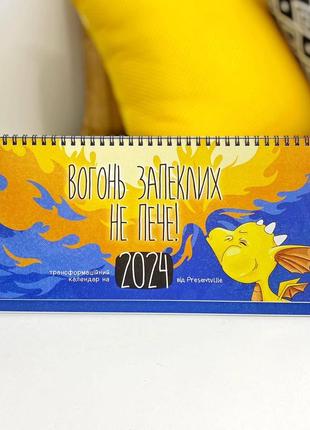 ВОГОНЬ ЗАПЕКЛИХ
НЕ ПЕЧЕ!
трансформаційний
календар на
2024
від Presentville